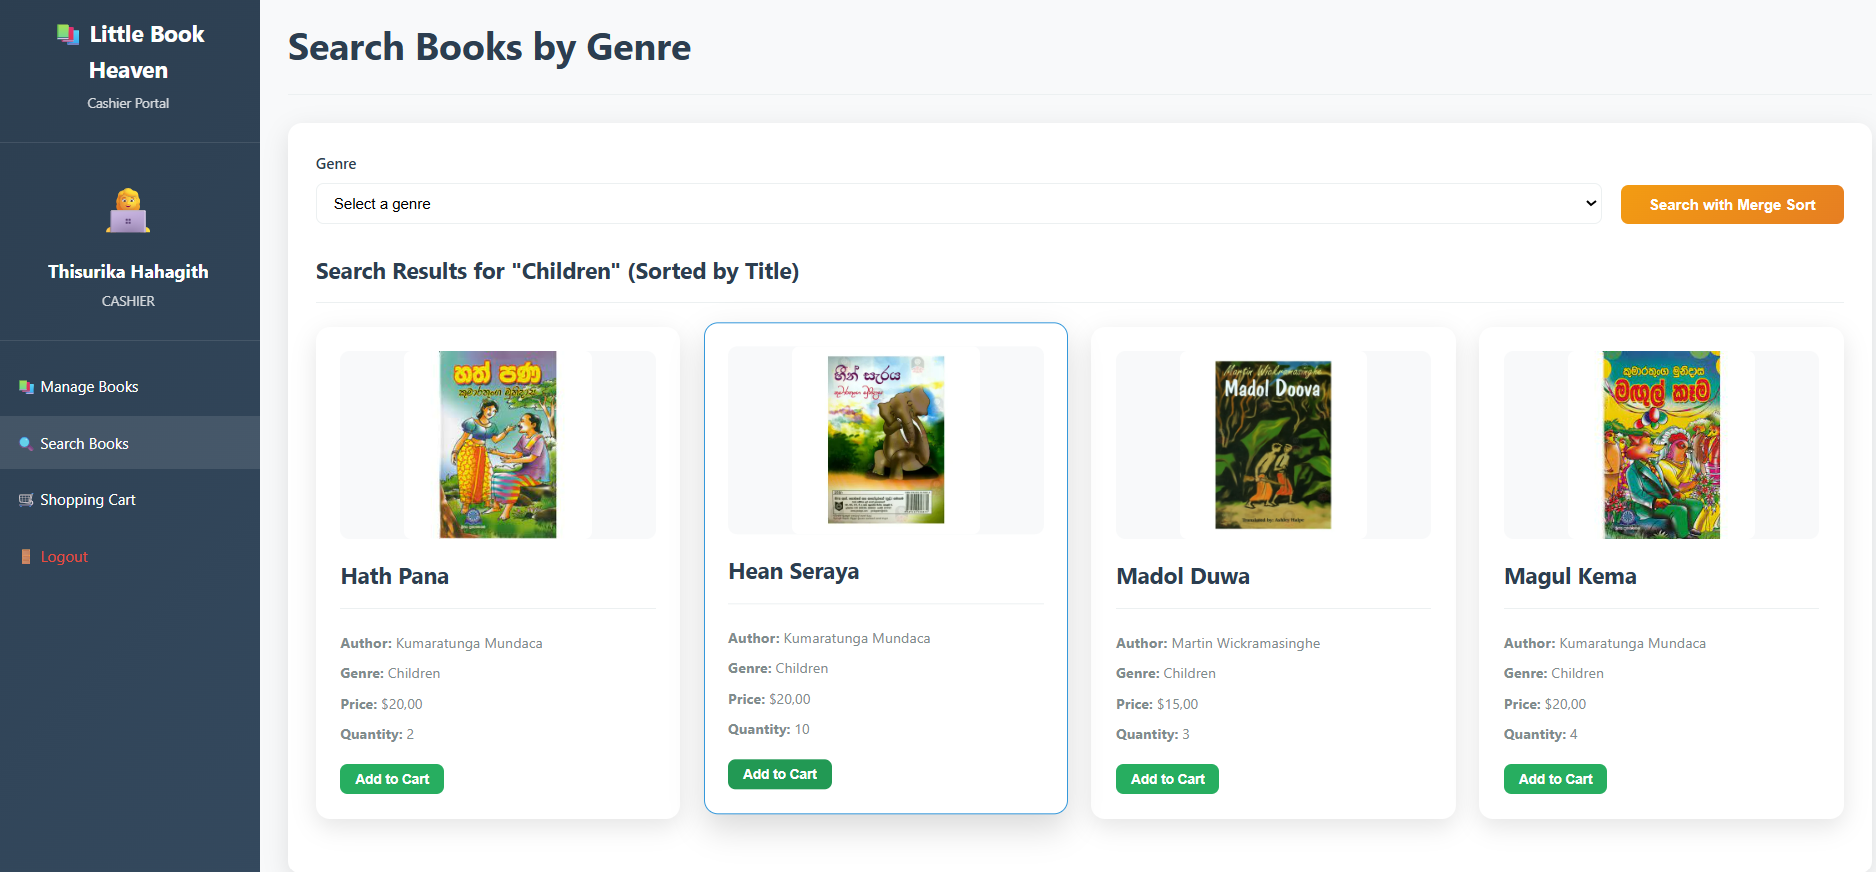 Little Book
Heaven
Cashier Portal
Thisurika Hahagith
CASHIER
Manage Books
Search Books
Shopping Cart
Logout
Search Books by Genre
Genre
Select a genre
Search with Merge Sort
Search Results for "Children" (Sorted by Title)
හත් පණ
කුමාරතුංග මුනිදාස
Hath Pana
Author: Kumaratunga Mundaca
Genre: Children
Price: $20,00
Quantity: 2
Add to Cart
හීන් සැරය
කුමාරතුංග මුනිදාස
Hean Seraya
Author: Kumaratunga Mundaca
Genre: Children
Price: $20,00
Quantity: 10
Add to Cart
Martin Wickramasinghe
Madol Doova
Madol Duwa
Author: Martin Wickramasinghe
Genre: Children
Price: $15,00
Quantity: 3
Add to Cart
කුමාරතුංග මුනිදාස
මඟුල් කෑම
Magul Kema
Author: Kumaratunga Mundaca
Genre: Children
Price: $20,00
Quantity: 4
Add to Cart